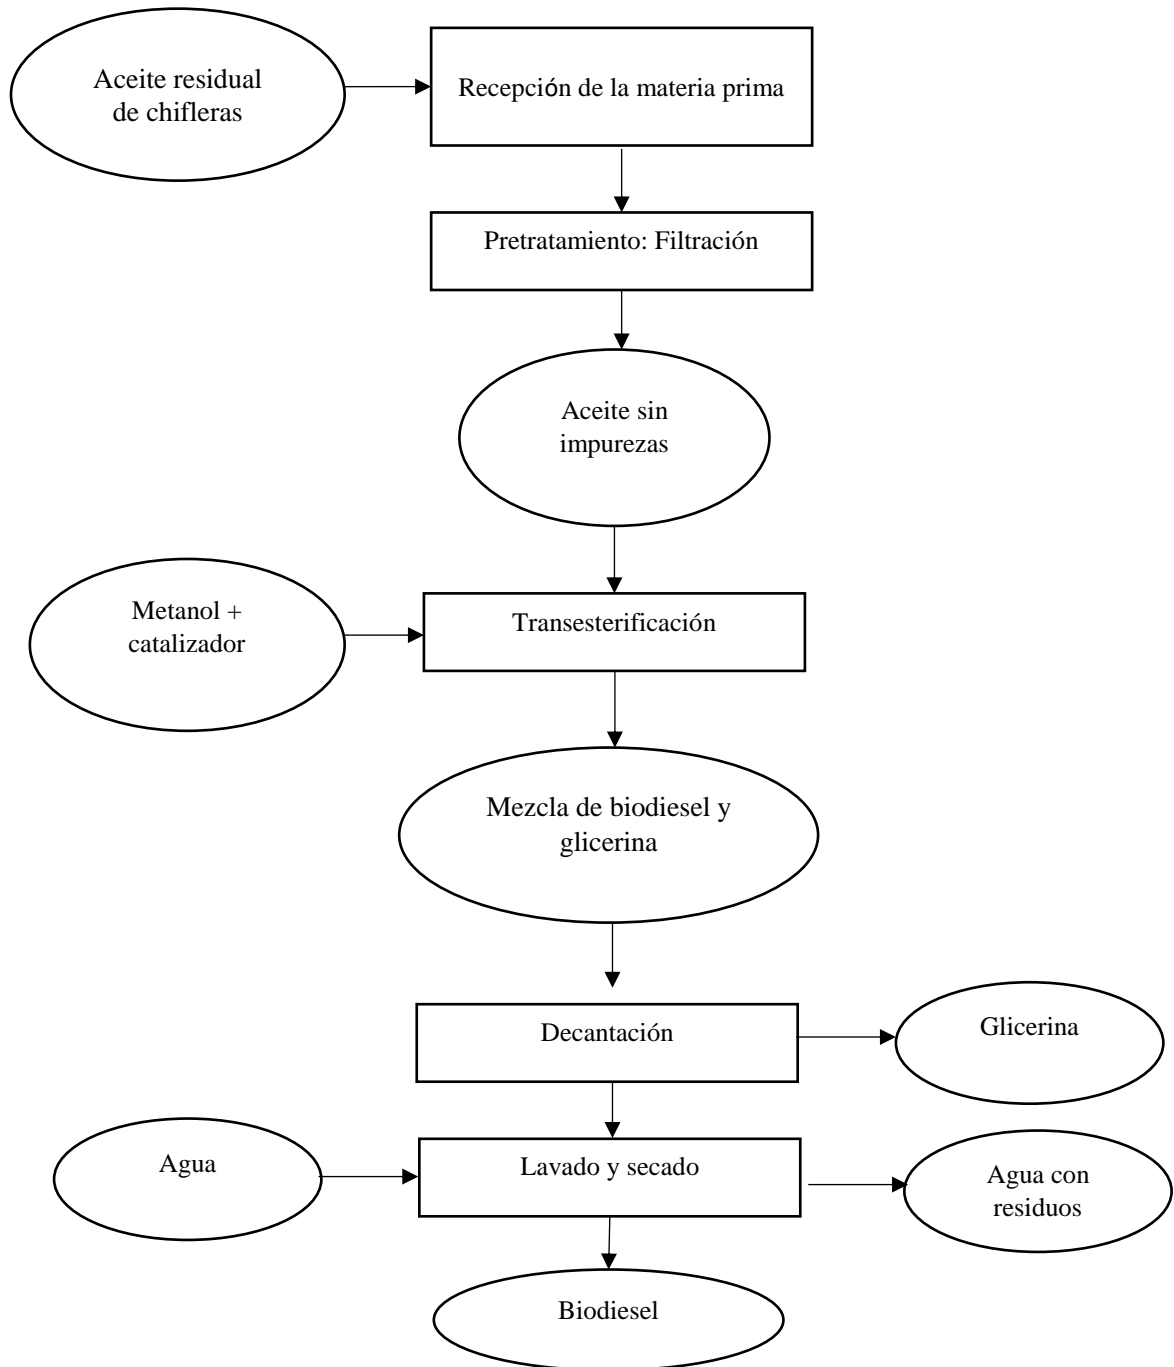 Aceite residual
de chifleras
Recepción de la materia prima
Pretratamiento: Filtración
Aceite sin
impurezas
Metanol +
catalizador
Transesterificación
Mezcla de biodiesel y
glicerina
Decantación
Glicerina
Agua
Lavado y secado
Agua con
residuos
Biodiesel